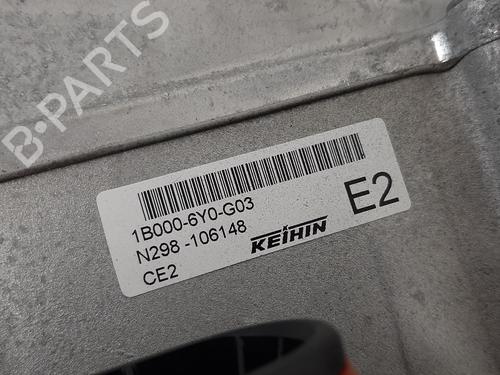 B-PARTS
1B000-6Y0-G03
N298 -106148
CE2
KEIHIN
E2